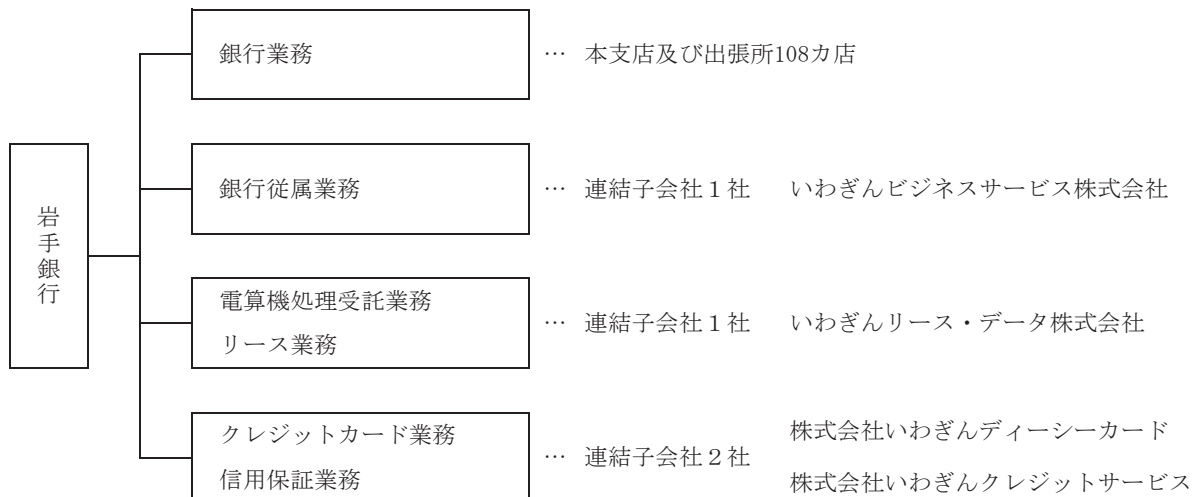 岩手銀行
銀行業務 … 本支店及び出張所108カ店
銀行従属業務 … 連結子会社１社 いわぎんビジネスサービス株式会社
電算機処理受託業務
リース業務
… 連結子会社１社 いわぎんリース・データ株式会社
クレジットカード業務
信用保証業務
… 連結子会社２社
株式会社いわぎんディーシーカード
株式会社いわぎんクレジットサービス